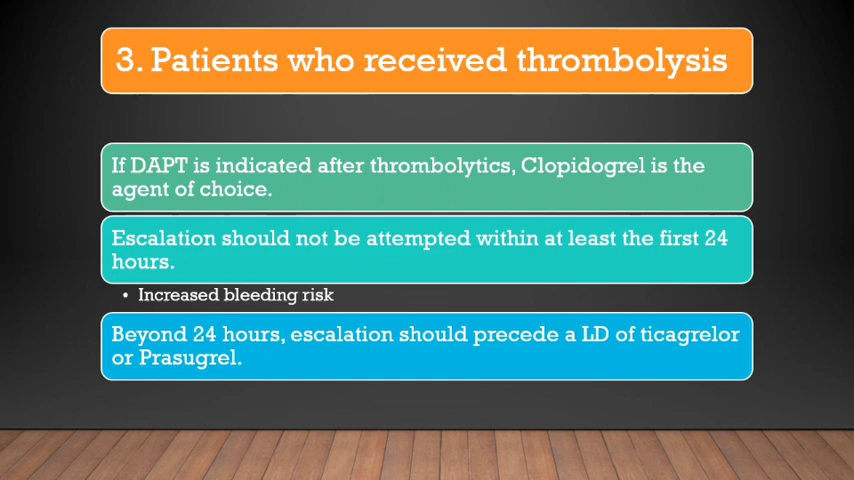 3. Patients who received thrombolysis
If DAPT is indicated after thrombolytics, Clopidogrel is the
agent of choice.
Escalation should not be attempted within at least the first 24
hours.
• Increased bleeding risk
Beyond 24 hours, escalation should precede a LD of ticagrelor
or Prasugrel.